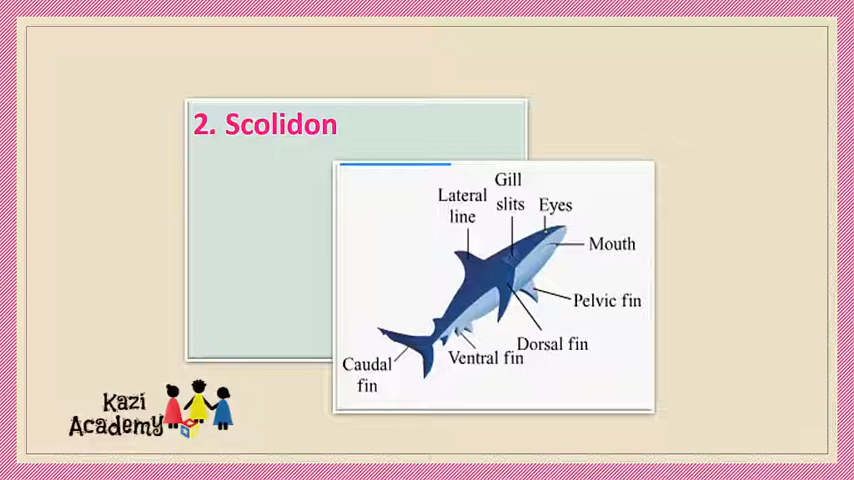 2. Scolidon
Gill
slits
Lateral
line
Eyes
Mouth
Pelvic fin
Dorsal fin
Ventral fin
Caudal
fin
Kazi
Academy